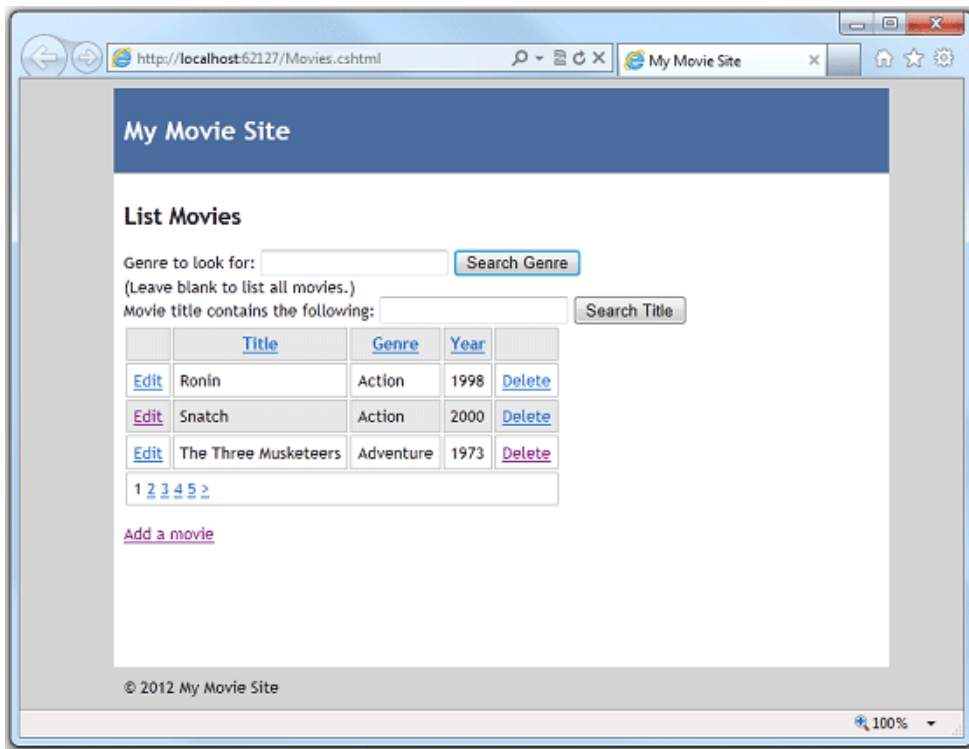 http://localhost:62127/Movies.cshtml
My Movie Site
My Movie Site
List Movies
Genre to look for: Search Genre
(Leave blank to list all movies.)
Movie title contains the following: Search Title
Title Genre Year
Edit Ronin Action 1998 Delete
Edit Snatch Action 2000 Delete
Edit The Three Musketeers Adventure 1973 Delete
1 2 3 4 5 >
Add a movie
© 2012 My Movie Site
100%